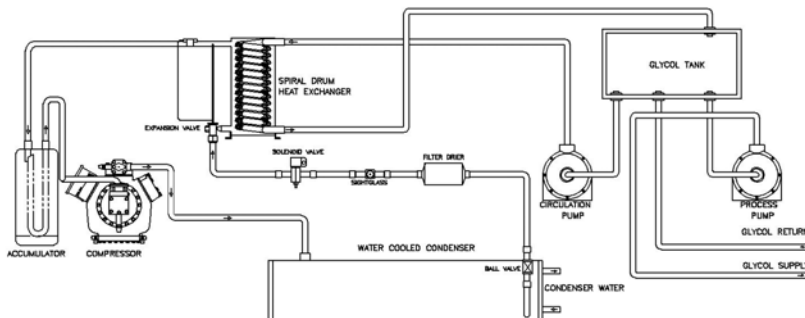 GLYCOL TANK
SPIRAL DRUM
HEAT EXCHANGER
EXPANSION VALVE
SOLENOID VALVE
SIGHTGLASS
FILTER DRIER
CIRCULATION
PUMP
PROCESS
PUMP
GLYCOL RETURN
ACCUMULATOR
COMPRESSOR
WATER COOLED CONDENSER
BALL VALVE
GLYCOL SUPPLY
CONDENSER WATER